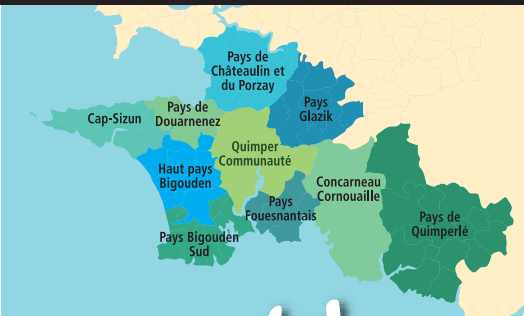 Pays de
Châteaulin et
du Porzay
Pays
Glazik
Cap-Sizun
Pays de
Douarnenez
Quimper
Communauté
Haut pays
Bigouden
Concarneau
Cornouaille
Pays
Fouesnantais
Pays de
Quimperlé
Pays Bigouden
Sud